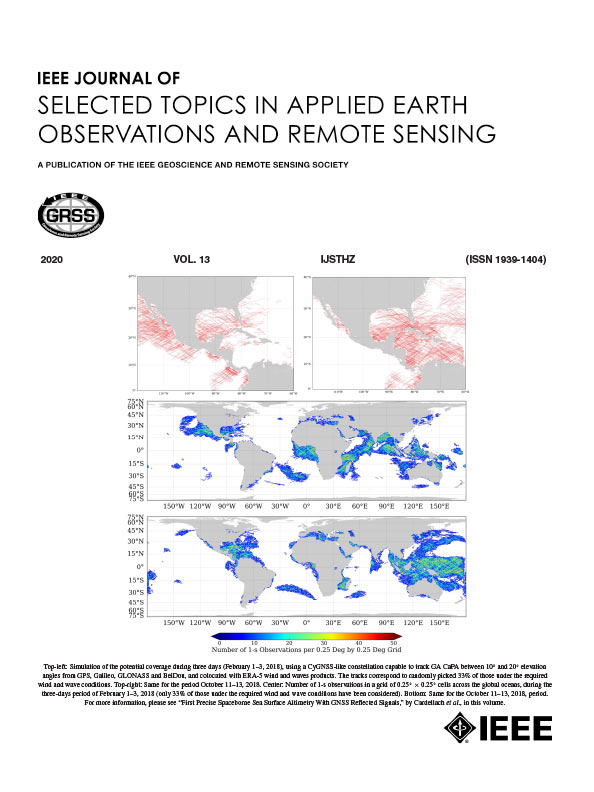 IEEE JOURNAL OF
SELECTED TOPICS IN APPLIED EARTH
OBSERVATIONS AND REMOTE SENSING
A PUBLICATION OF THE IEEE GEOSCIENCE AND REMOTE SENSING SOCIETY
IEEE
GRSS
2020 VOL. 13 IJSTHZ (ISSN 1939-1404)
75°N
60°N
45°N
30°N
15°N
0°
15°S
30°S
45°S
60°S
75°S
150°W 120°W 90°W 60°W 30°W 0° 30°E 60°E 90°E 120°E 150°E
75°N
60°N
45°N
30°N
15°N
0°
15°S
30°S
45°S
60°S
75°S
150°W 120°W 90°W 60°W 30°W 0° 30°E 60°E 90°E 120°E 150°E
0 10 20 30 40 50
Number of 1-s Observations per 0.25 Deg by 0.25 Deg Grid
Top-left: Simulation of the potential coverage during three days (February 1–3, 2018), using a CyGNSS-like constellation capable to track GA CaPA between 10° and 20° elevation
angles from GPS, Galileo, GLONASS and BeiDou, and colocated with ERA-5 wind and waves products. The tracks correspond to randomly picked 33% of those under the required
wind and wave conditions. Top-right: Same for the period October 11–13, 2018. Center: Number of 1-s observations in a grid of 0.25° × 0.25° cells across the global oceans, during the
three-days period of February 1–3, 2018 (only 33% of those under the required wind and wave conditions have been considered). Bottom: Same for the October 11–13, 2018, period.
For more information, please see “First Precise Spaceborne Sea Surface Altimetry With GNSS Reflected Signals,” by Cardellach et al., in this volume.
IEEE